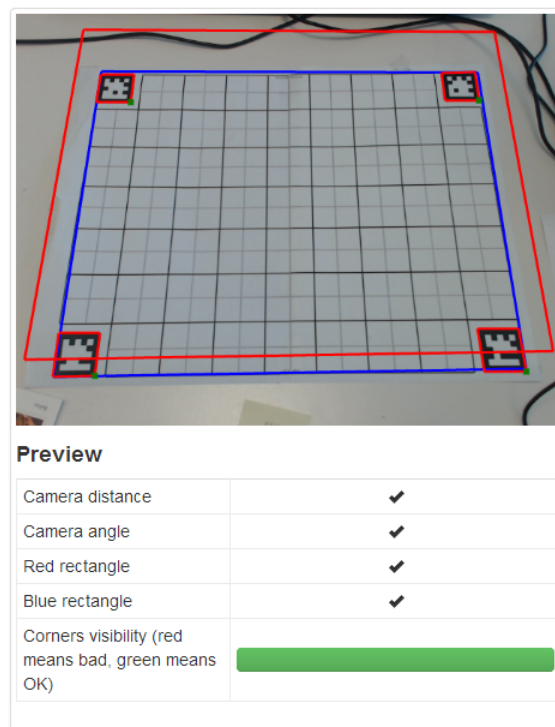 Preview
Camera distance ✔
Camera angle ✔
Red rectangle ✔
Blue rectangle ✔
Corners visibility (red
means bad, green means
OK)